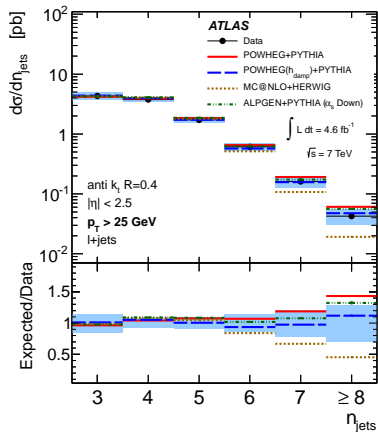 dσ/dn_jets [pb]
ATLAS
Data
POWHEG+PYTHIA
POWHEG(h_damp)+PYTHIA
MC@NLO+HERWIG
ALPGEN+PYTHIA (α_s Down)
∫ L dt = 4.6 fb⁻¹
√s = 7 TeV
10²
10
1
10⁻¹
10⁻²
anti k_t R=0.4
|η| < 2.5
p_T > 25 GeV
l+jets
Expected/Data
1.5
1
0.5
3 4 5 6 7 ≥ 8
n_jets